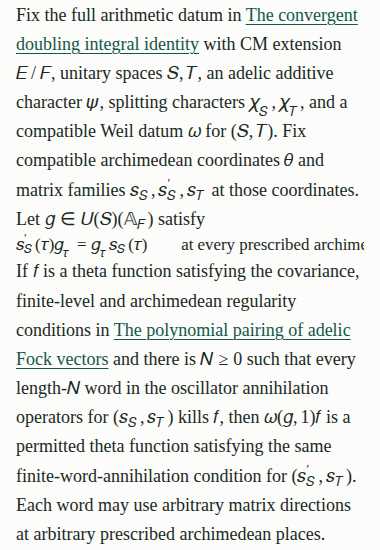 Fix the full arithmetic datum in The convergent
doubling integral identity with CM extension
E / F, unitary spaces S, T, an adelic additive
character ψ, splitting characters χ_S, χ_T, and a
compatible Weil datum ω for (S, T). Fix
compatible archimedean coordinates θ and
matrix families s_S, s'_S, s_T at those coordinates.
Let g ∈ U(S)(𝔸_F) satisfy
s'_S(τ)g_τ = g_τ s_S(τ) at every prescribed archime
If f is a theta function satisfying the covariance,
finite-level and archimedean regularity
conditions in The polynomial pairing of adelic
Fock vectors and there is N ≥ 0 such that every
length-N word in the oscillator annihilation
operators for (s_S, s_T) kills f, then ω(g, 1)f is a
permitted theta function satisfying the same
finite-word-annihilation condition for (s'_S, s_T).
Each word may use arbitrary matrix directions
at arbitrary prescribed archimedean places.